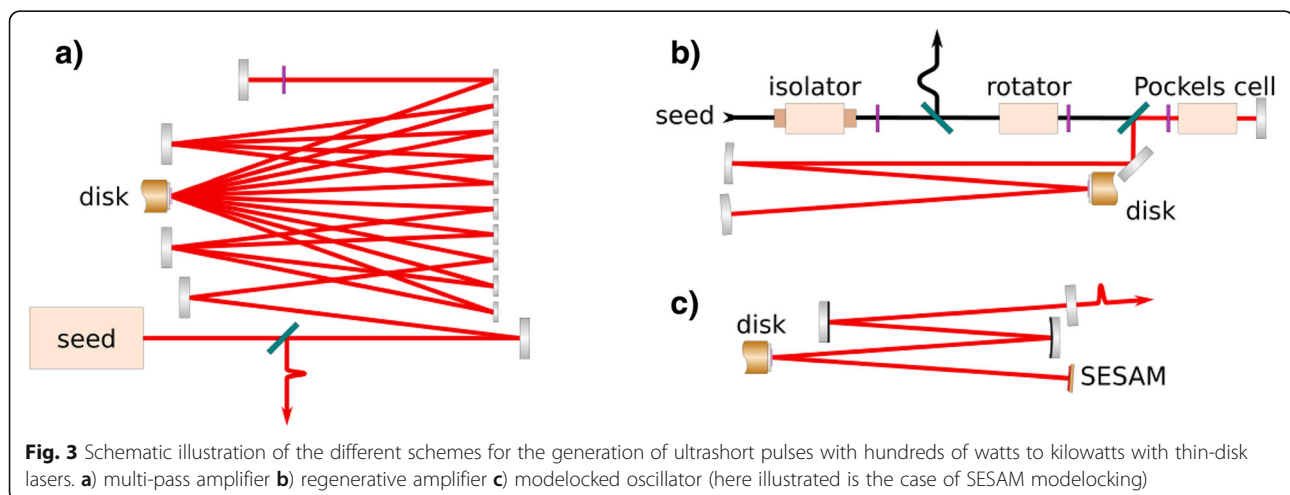 a)
disk
seed
b)
isolator
rotator
Pockels cell
seed
disk
c)
disk
SESAM
Fig. 3 Schematic illustration of the different schemes for the generation of ultrashort pulses with hundreds of watts to kilowatts with thin-disk
lasers. a) multi-pass amplifier b) regenerative amplifier c) modelocked oscillator (here illustrated is the case of SESAM modelocking)